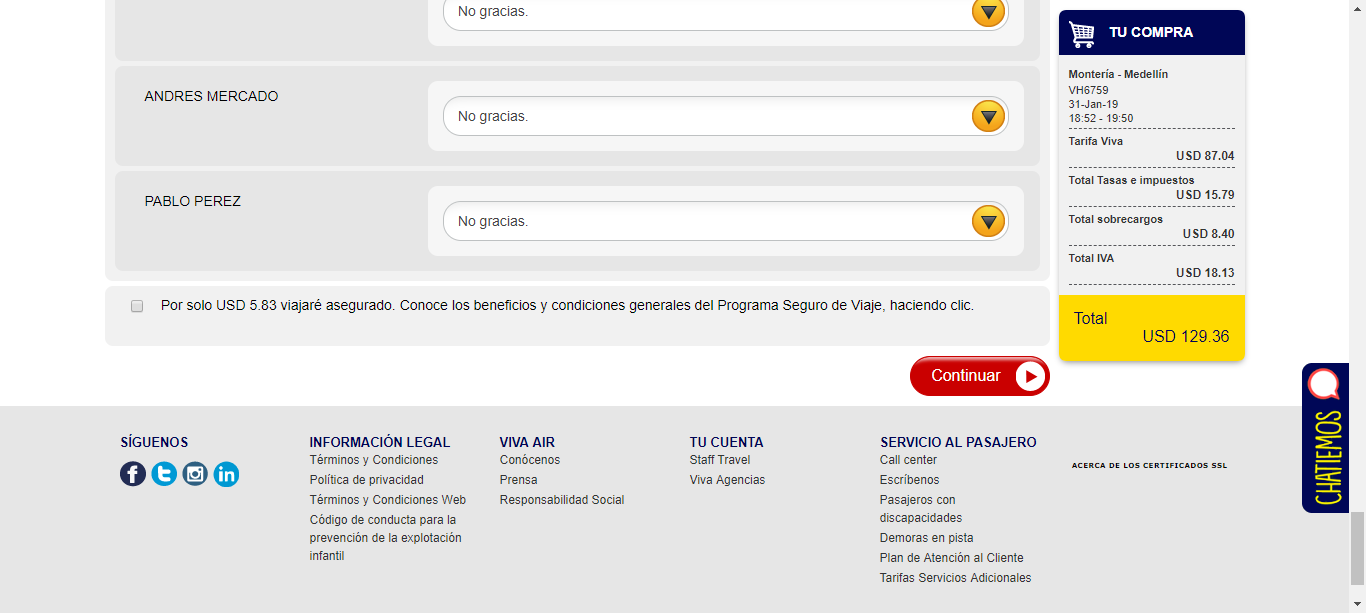 No gracias.
ANDRES MERCADO
No gracias.
PABLO PEREZ
No gracias.
Por solo USD 5.83 viajaré asegurado. Conoce los beneficios y condiciones generales del Programa Seguro de Viaje, haciendo clic.
Continuar
TU COMPRA
Montería - Medellín
VH6759
31-Jan-19
18:52 - 19:50
Tarifa Viva
USD 87.04
Total Tasas e impuestos
USD 15.79
Total sobrecargos
USD 8.40
Total IVA
USD 18.13
Total
USD 129.36
CHATIEMOS
SÍGUENOS
INFORMACIÓN LEGAL
Términos y Condiciones
Política de privacidad
Términos y Condiciones Web
Código de conducta para la
prevención de la explotación
infantil
VIVA AIR
Conócenos
Prensa
Responsabilidad Social
TU CUENTA
Staff Travel
Viva Agencias
SERVICIO AL PASAJERO
Call center
Escríbenos
Pasajeros con
discapacidades
Demoras en pista
Plan de Atención al Cliente
Tarifas Servicios Adicionales
ACERCA DE LOS CERTIFICADOS SSL